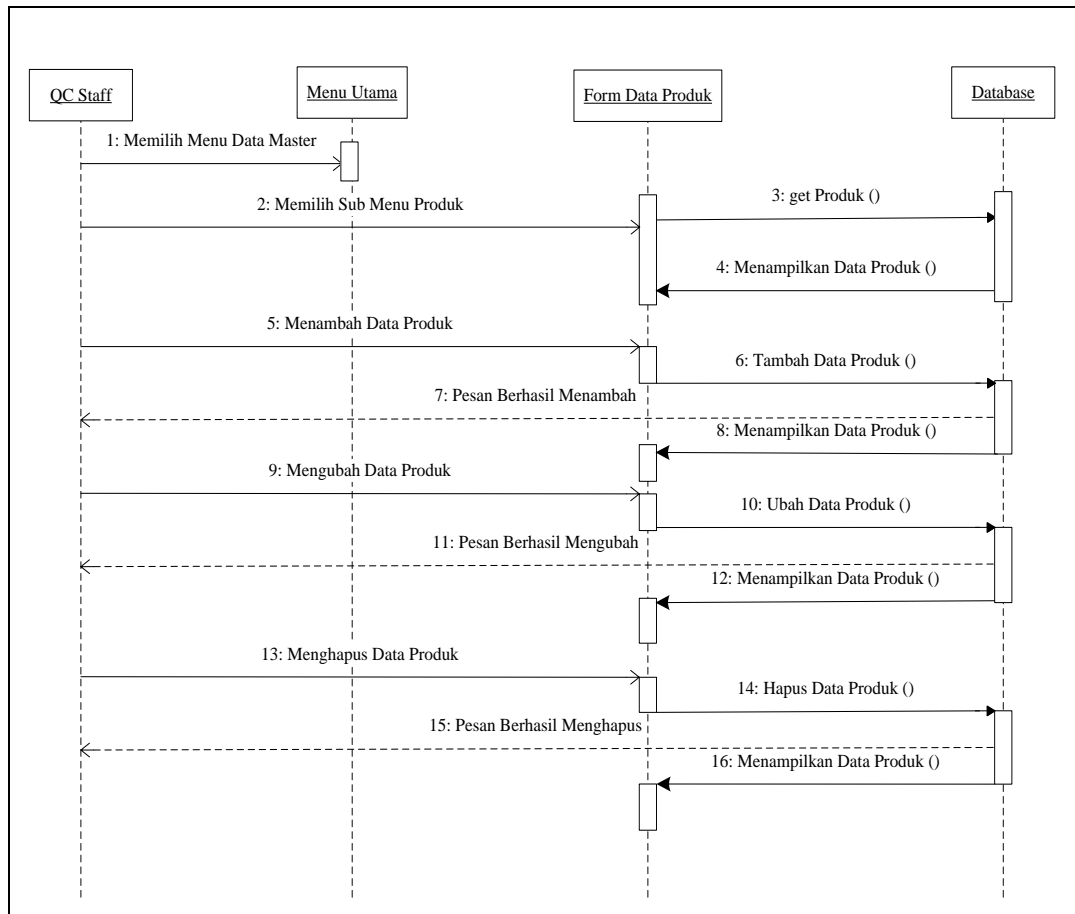 QC Staff
Menu Utama
Form Data Produk
Database
1: Memilih Menu Data Master
2: Memilih Sub Menu Produk
3: get Produk ()
4: Menampilkan Data Produk ()
5: Menambah Data Produk
6: Tambah Data Produk ()
7: Pesan Berhasil Menambah
8: Menampilkan Data Produk ()
9: Mengubah Data Produk
10: Ubah Data Produk ()
11: Pesan Berhasil Mengubah
12: Menampilkan Data Produk ()
13: Menghapus Data Produk
14: Hapus Data Produk ()
15: Pesan Berhasil Menghapus
16: Menampilkan Data Produk ()